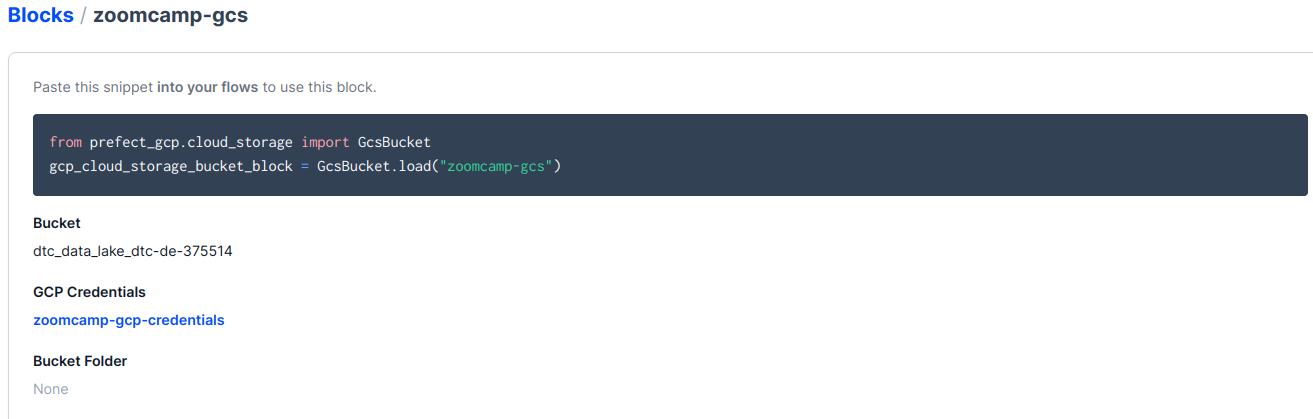 Blocks / zoomcamp-gcs
Paste this snippet into your flows to use this block.
from prefect_gcp.cloud_storage import GcsBucket
gcp_cloud_storage_bucket_block = GcsBucket.load("zoomcamp-gcs")
Bucket
dtc_data_lake_dtc-de-375514
GCP Credentials
zoomcamp-gcp-credentials
Bucket Folder
None